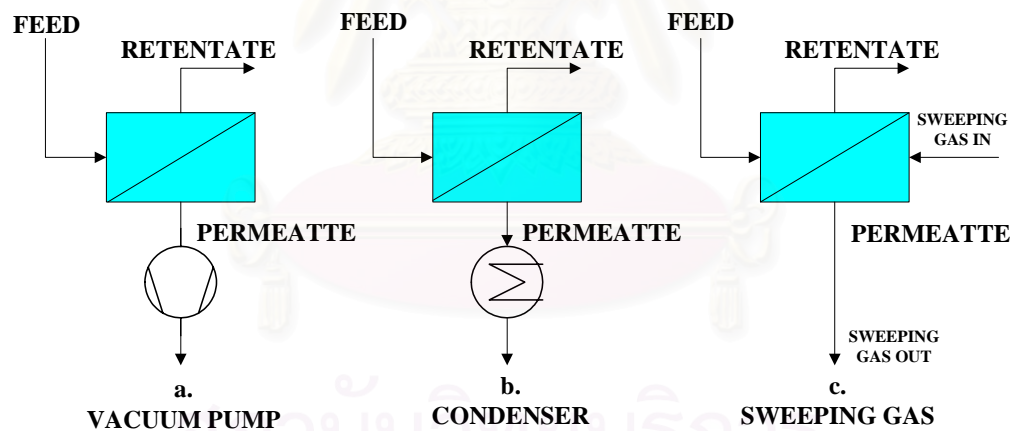 FEED
RETENTATE
PERMEATTE
a.
VACUUM PUMP
FEED
RETENTATE
PERMEATTE
b.
CONDENSER
FEED
RETENTATE
SWEEPING
GAS IN
PERMEATTE
SWEEPING
GAS OUT
c.
SWEEPING GAS